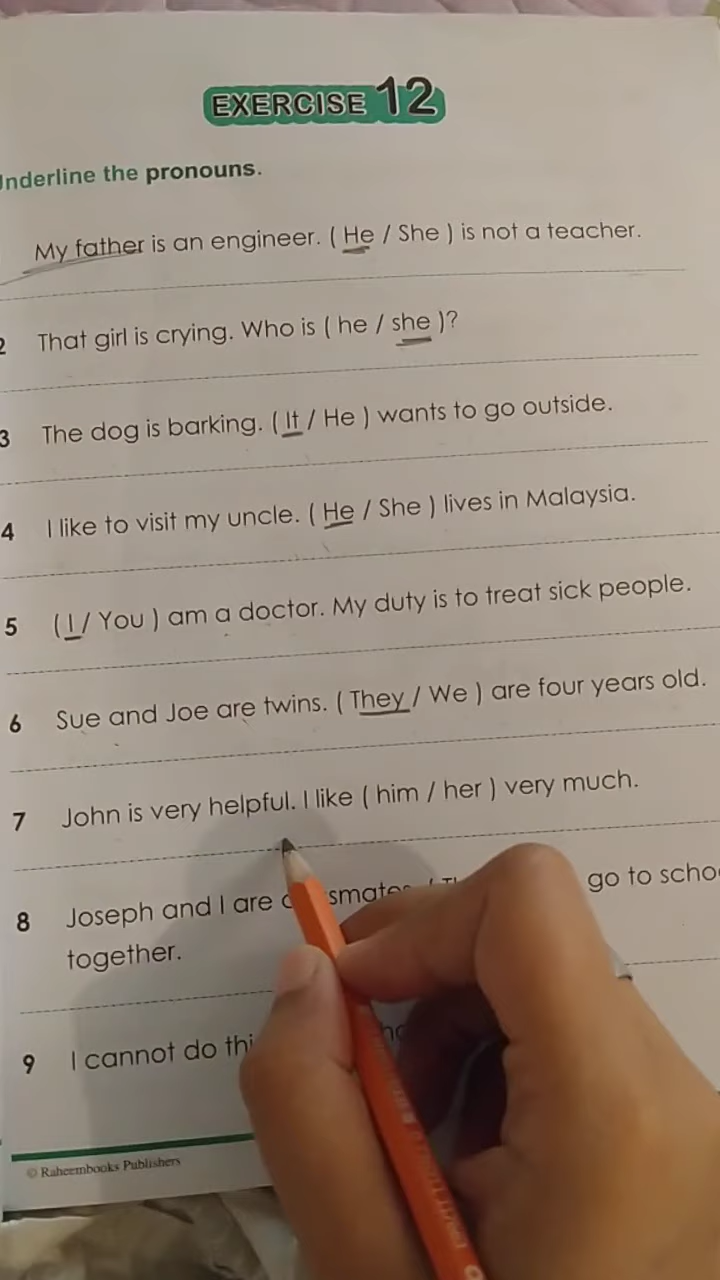 EXERCISE 12
Underline the pronouns.
My father is an engineer. ( He / She ) is not a teacher.
2 That girl is crying. Who is ( he / she )?
3 The dog is barking. ( It / He ) wants to go outside.
4 I like to visit my uncle. ( He / She ) lives in Malaysia.
5 ( I / You ) am a doctor. My duty is to treat sick people.
6 Sue and Joe are twins. ( They / We ) are four years old.
7 John is very helpful. I like ( him / her ) very much.
8 Joseph and I are go to
together.
9 I cannot do
© Raheembooks Publishers